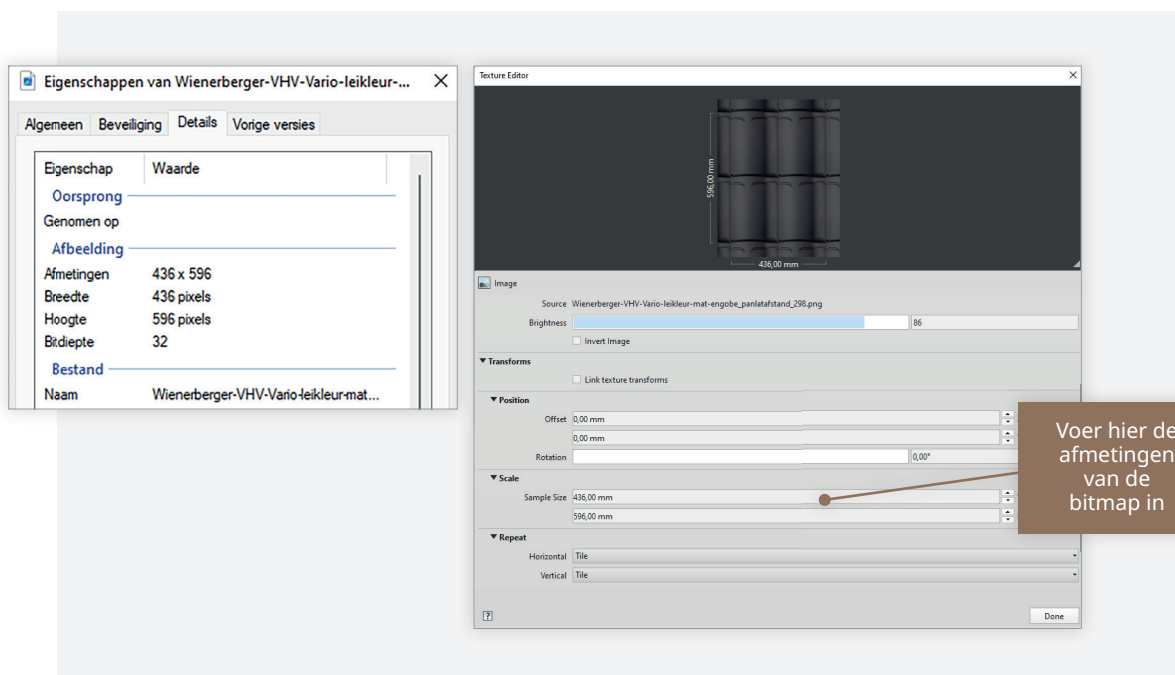 Eigenschappen van Wienerberger-VHV-Vario-leikleur-...
Algemeen Beveiliging Details Vorige versies
Eigenschap Waarde
Oorsprong
Genomen op
Afbeelding
Afmetingen 436 x 596
Breedte 436 pixels
Hoogte 596 pixels
Bitdiepte 32
Bestand
Naam Wienerberger-VHV-Vario-leikleur-mat...
Texture Editor
596,00 mm
436,00 mm
Image
Source Wienerberger-VHV-Vario-leikleur-mat-engobe_panlatafstand_298.png
Brightness 86
Invert Image
Transforms
Link texture transforms
Position
Offset 0,00 mm
0,00 mm
Rotation 0,00°
Scale
Sample Size 436,00 mm
596,00 mm
Repeat
Horizontal Tile
Vertical Tile
?
Done
Voer hier de
afmetingen
van de
bitmap in